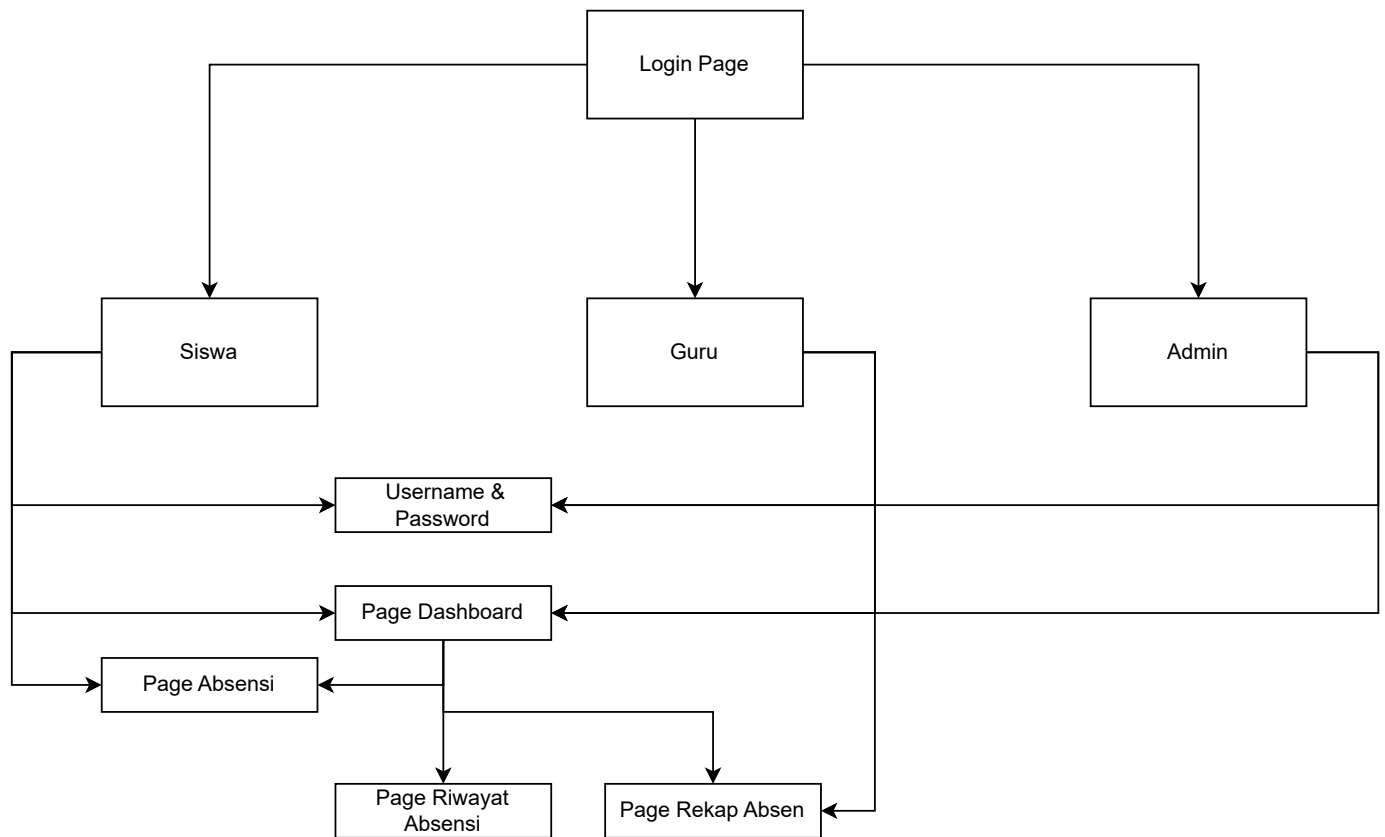 Login Page
Siswa
Guru
Admin
Username &
Password
Page Dashboard
Page Absensi
Page Riwayat
Absensi
Page Rekap Absen